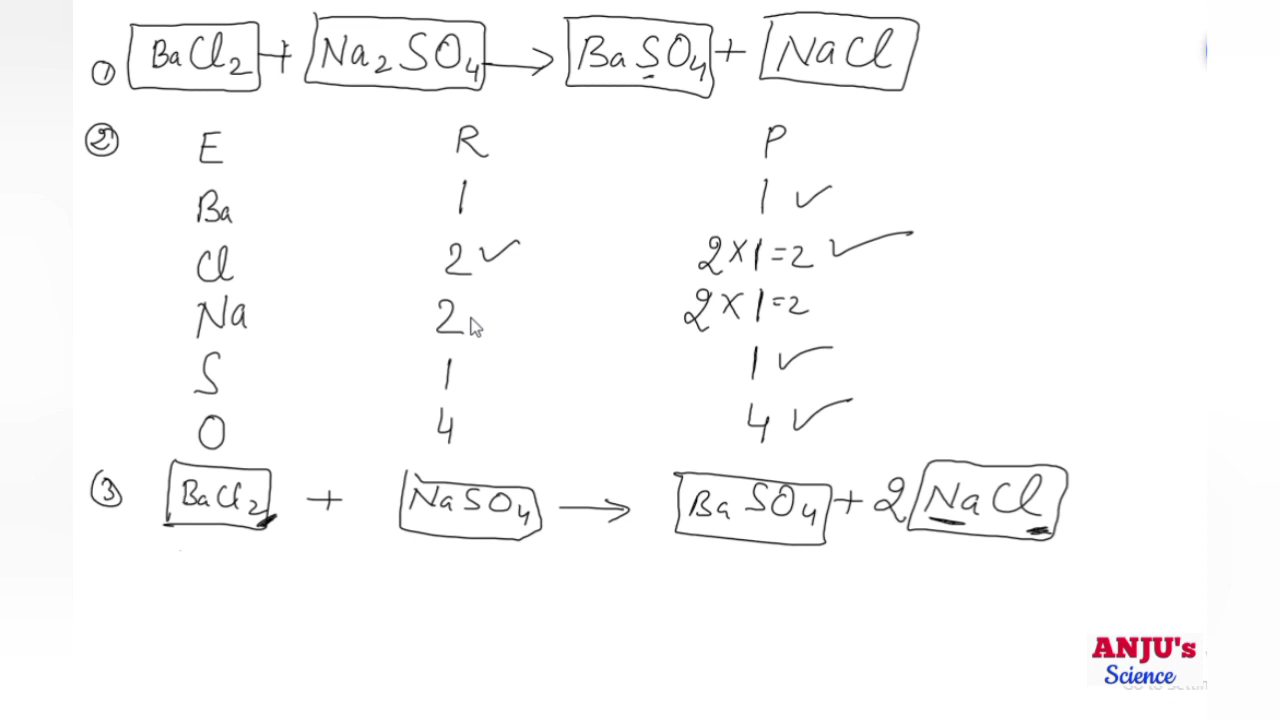 ① BaCl₂ + Na₂SO₄ → BaSO₄ + NaCl
② E R P
Ba 1 1 ✓
Cl 2 ✓ 2×1=2 ✓
Na 2 2×1=2
S 1 1 ✓
O 4 4 ✓
③ BaCl₂ + NaSO₄ → BaSO₄ + 2NaCl
ANJU's
Science